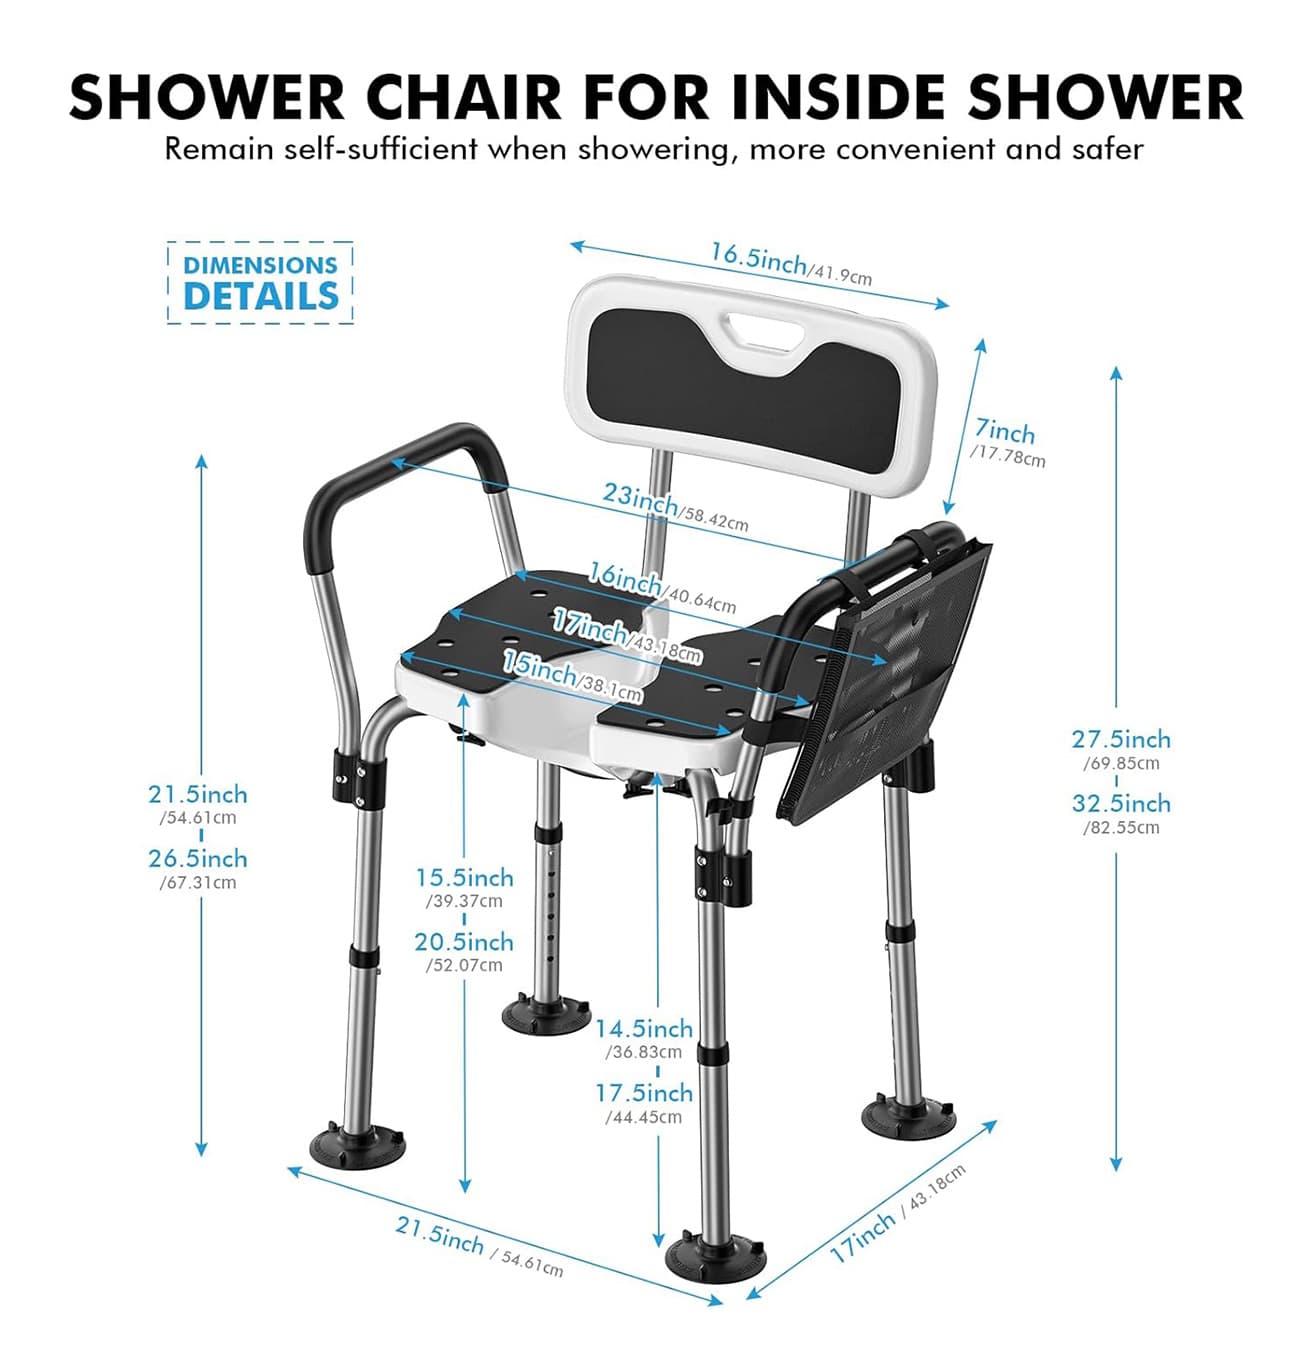 SHOWER CHAIR FOR INSIDE SHOWER
Remain self-sufficient when showering, more convenient and safer
DIMENSIONS
DETAILS
16.5inch/41.9cm
7inch
/17.78cm
23inch/58.42cm
16inch/40.64cm
17inch/43.18cm
15inch/38.1cm
27.5inch
/69.85cm
32.5inch
/82.55cm
21.5inch
/54.61cm
26.5inch
/67.31cm
15.5inch
/39.37cm
20.5inch
/52.07cm
14.5inch
/36.83cm
17.5inch
/44.45cm
21.5inch / 54.61cm
17inch / 43.18cm